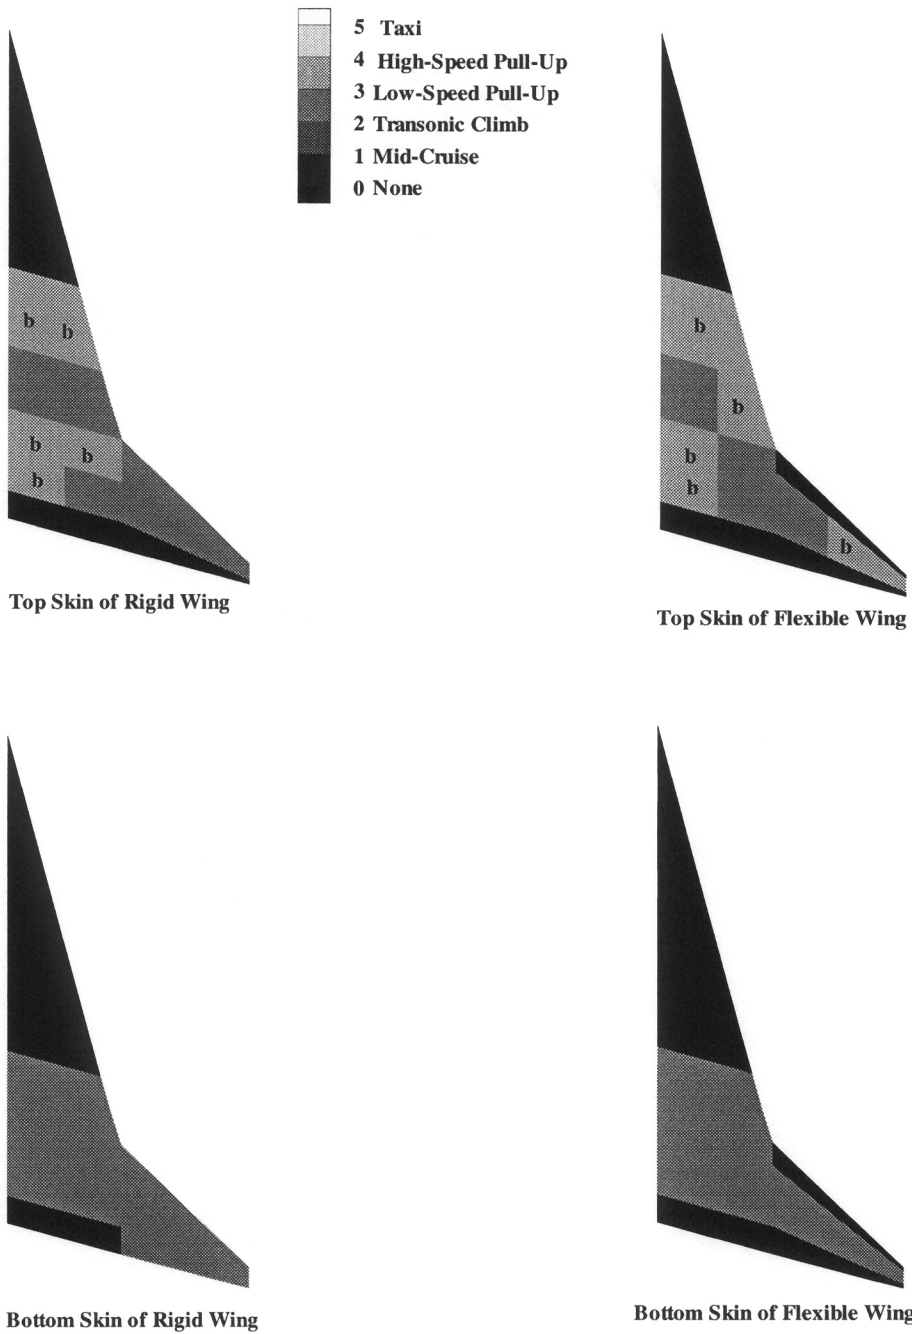 5 Taxi
4 High-Speed Pull-Up
3 Low-Speed Pull-Up
2 Transonic Climb
1 Mid-Cruise
0 None
b b
b b
b
Top Skin of Rigid Wing
b
b
b
b
b
Top Skin of Flexible Wing
Bottom Skin of Rigid Wing
Bottom Skin of Flexible Wing